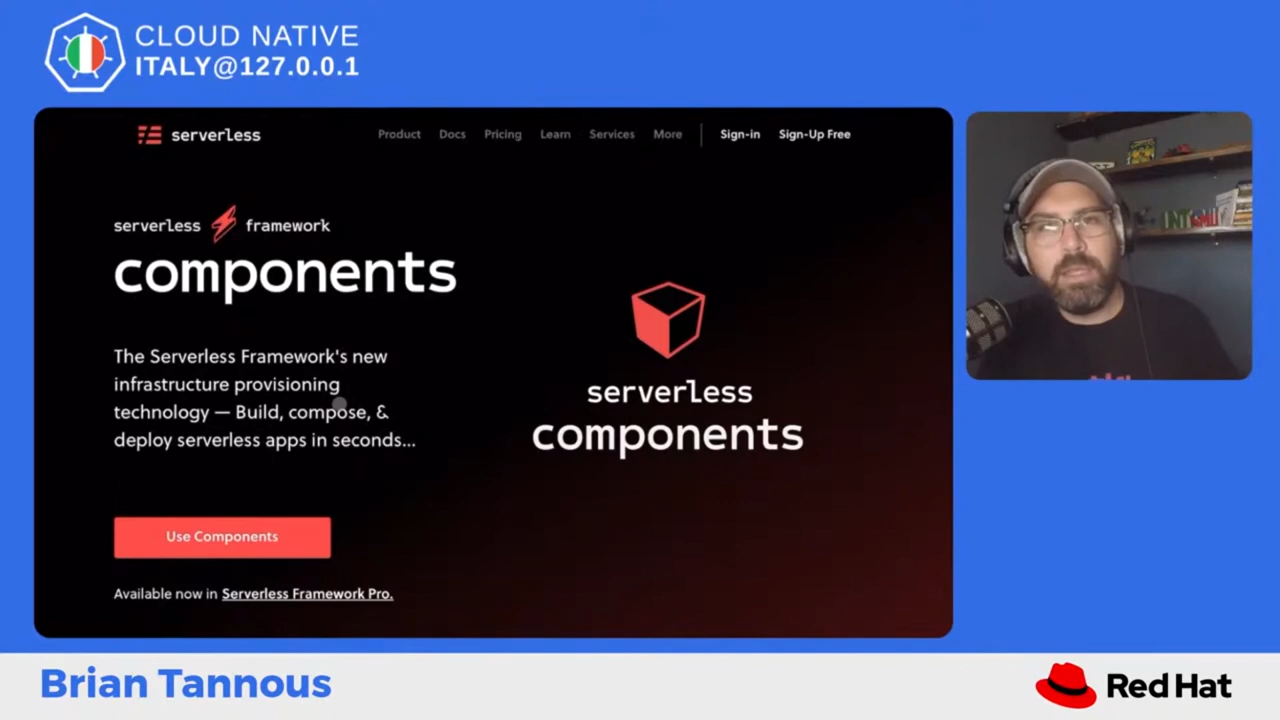 CLOUD NATIVE
ITALY@127.0.0.1
serverless
Product Docs Pricing Learn Services More Sign-in Sign-Up Free
serverless framework
components
The Serverless Framework's new
infrastructure provisioning
technology — Build, compose, &
deploy serverless apps in seconds...
Use Components
Available now in Serverless Framework Pro.
serverless
components
Brian Tannous
Red Hat